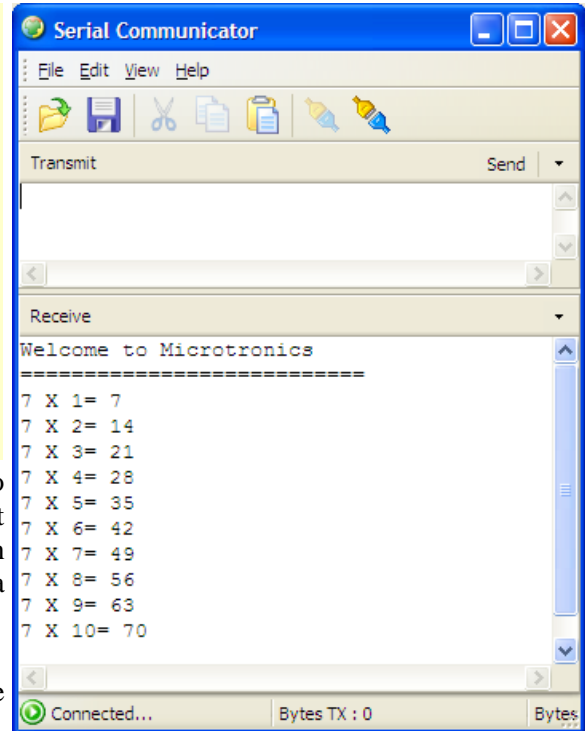 Serial Communicator
File Edit View Help
Transmit Send
Receive
Welcome to Microtronics
===========================
7 X 1= 7
7 X 2= 14
7 X 3= 21
7 X 4= 28
7 X 5= 35
7 X 6= 42
7 X 7= 49
7 X 8= 56
7 X 9= 63
7 X 10= 70
Connected... Bytes TX : 0 Bytes